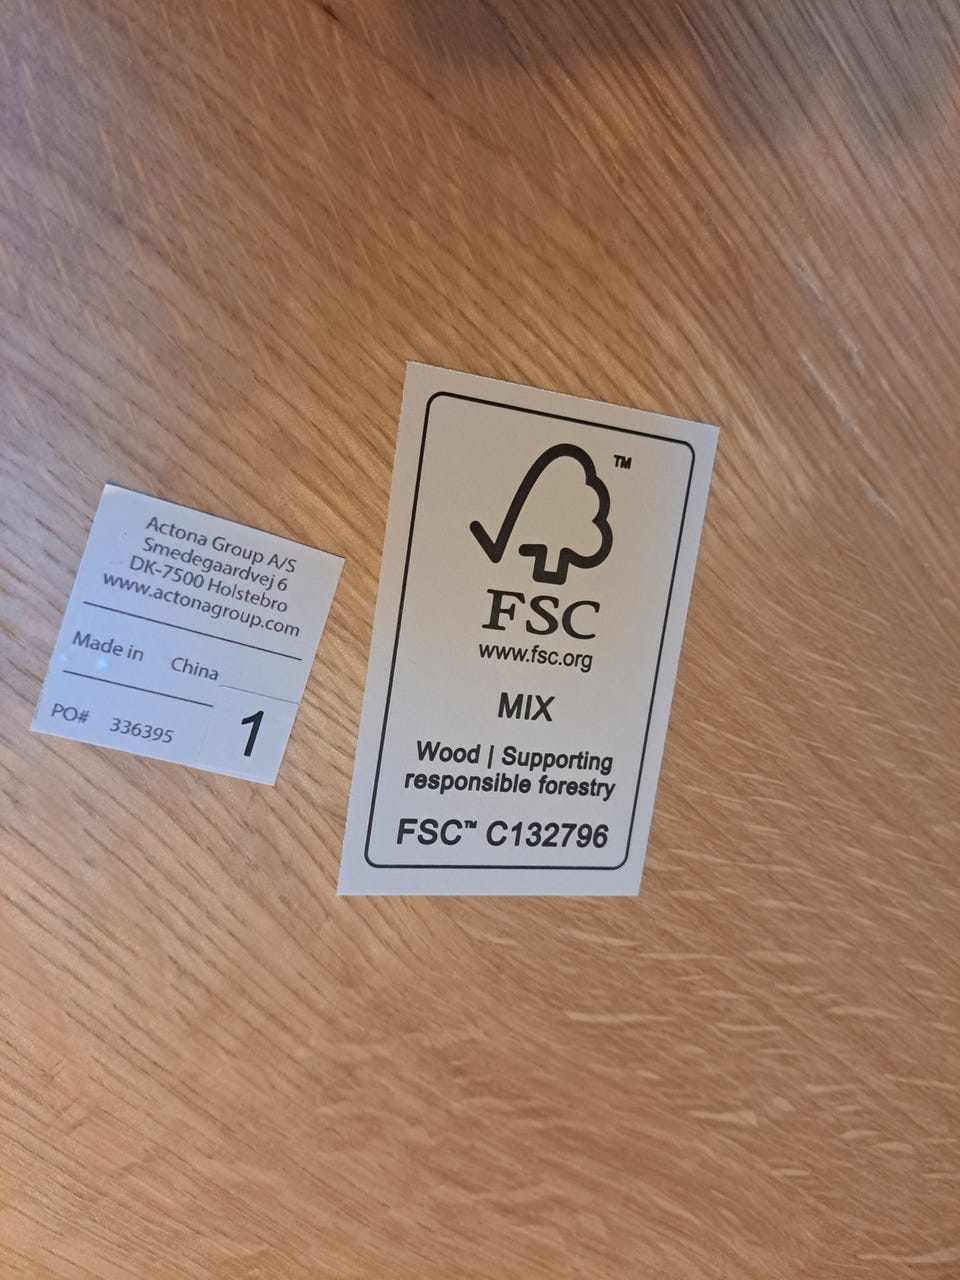 Actona Group A/S
Smedegaardvej 6
DK-7500 Holstebro
www.actonagroup.com
Made in China
PO# 336395
1
TM
FSC
www.fsc.org
MIX
Wood | Supporting
responsible forestry
FSC™ C132796